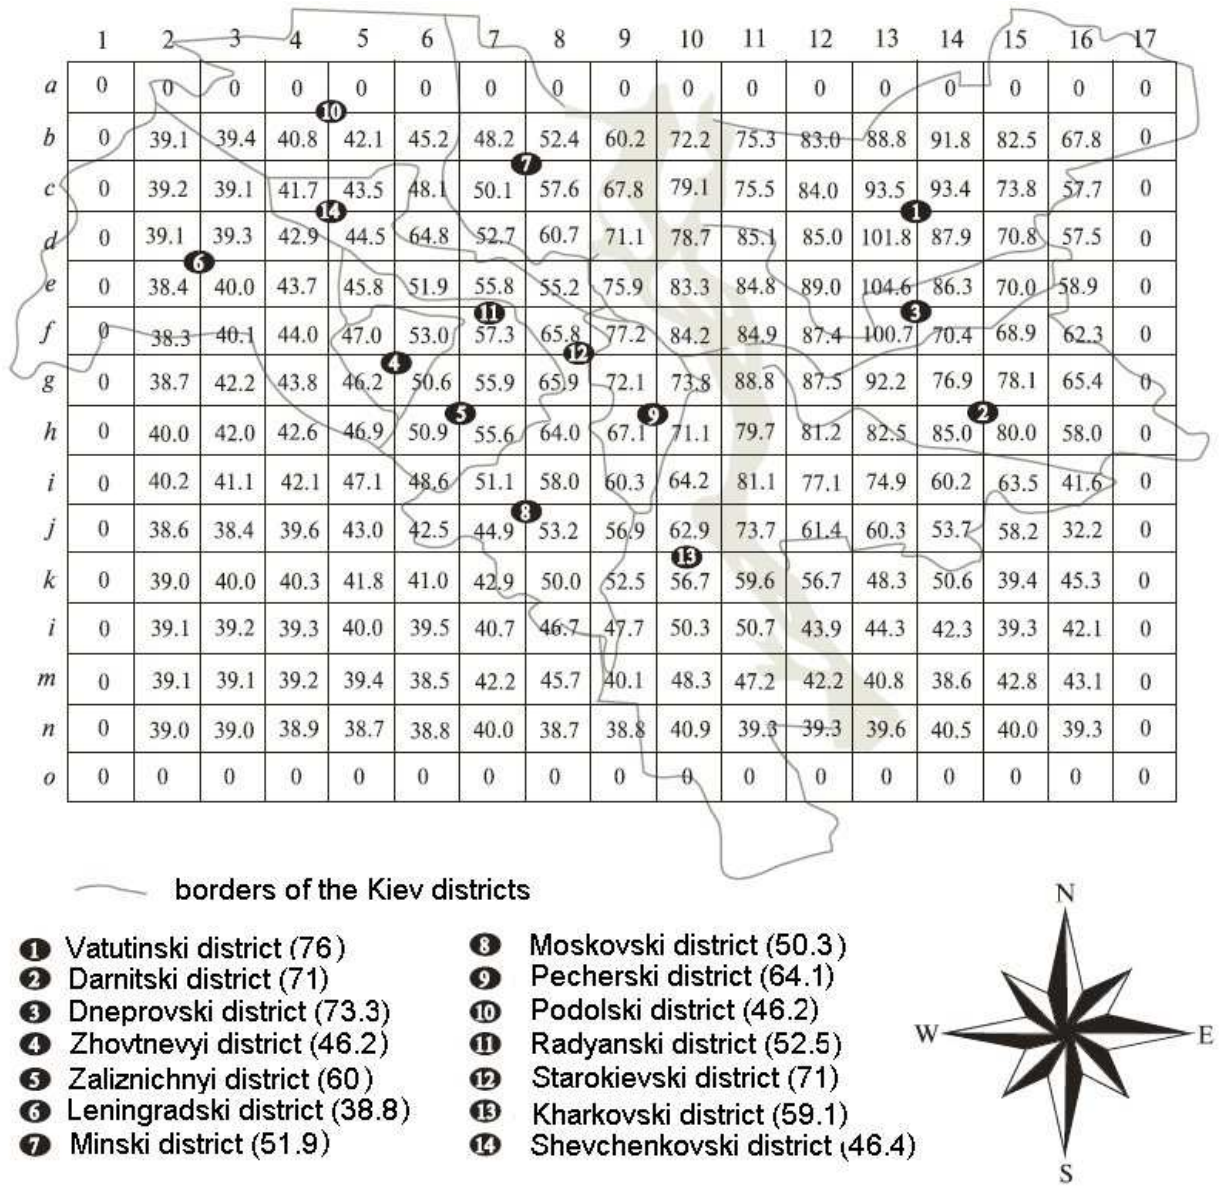 1 2 3 4 5 6 7 8 9 10 11 12 13 14 15 16 17
a 0 0 0 0 0 0 0 0 0 0 0 0 0 0 0 0 0
10
b 0 39.1 39.4 40.8 42.1 45.2 48.2 52.4 60.2 72.2 75.3 83.0 88.8 91.8 82.5 67.8 0
7
c 0 39.2 39.1 41.7 43.5 48.1 50.1 57.6 67.8 79.1 75.5 84.0 93.5 93.4 73.8 57.7 0
14 1
d 0 39.1 39.3 42.9 44.5 64.8 52.7 60.7 71.1 78.7 85.1 85.0 101.8 87.9 70.8 57.5 0
6
e 0 38.4 40.0 43.7 45.8 51.9 55.8 55.2 75.9 83.3 84.8 89.0 104.6 86.3 70.0 58.9 0
11 3
f 0 38.3 40.1 44.0 47.0 53.0 57.3 65.8 77.2 84.2 84.9 87.4 100.7 70.4 68.9 62.3 0
4 12
g 0 38.7 42.2 43.8 46.2 50.6 55.9 65.9 72.1 73.8 88.8 87.5 92.2 76.9 78.1 65.4 0
5 9 2
h 0 40.0 42.0 42.6 46.9 50.9 55.6 64.0 67.1 71.1 79.7 81.2 82.5 85.0 80.0 58.0 0
i 0 40.2 41.1 42.1 47.1 48.6 51.1 58.0 60.3 64.2 81.1 77.1 74.9 60.2 63.5 41.6 0
8
j 0 38.6 38.4 39.6 43.0 42.5 44.9 53.2 56.9 62.9 73.7 61.4 60.3 53.7 58.2 32.2 0
13
k 0 39.0 40.0 40.3 41.8 41.0 42.9 50.0 52.5 56.7 59.6 56.7 48.3 50.6 39.4 45.3 0
i 0 39.1 39.2 39.3 40.0 39.5 40.7 46.7 47.7 50.3 50.7 43.9 44.3 42.3 39.3 42.1 0
m 0 39.1 39.1 39.2 39.4 38.5 42.2 45.7 40.1 48.3 47.2 42.2 40.8 38.6 42.8 43.1 0
n 0 39.0 39.0 38.9 38.7 38.8 40.0 38.7 38.8 40.9 39.3 39.3 39.6 40.5 40.0 39.3 0
o 0 0 0 0 0 0 0 0 0 0 0 0 0 0 0 0 0
borders of the Kiev districts
1 Vatutinski district (76)
2 Darnitski district (71)
3 Dneprovski district (73.3)
4 Zhovtnevyi district (46.2)
5 Zaliznichnyi district (60)
6 Leningradski district (38.8)
7 Minski district (51.9)
8 Moskovski district (50.3)
9 Pecherski district (64.1)
10 Podolski district (46.2)
11 Radyanski district (52.5)
12 Starokievski district (71)
13 Kharkovski district (59.1)
14 Shevchenkovski district (46.4)
N
W E
S